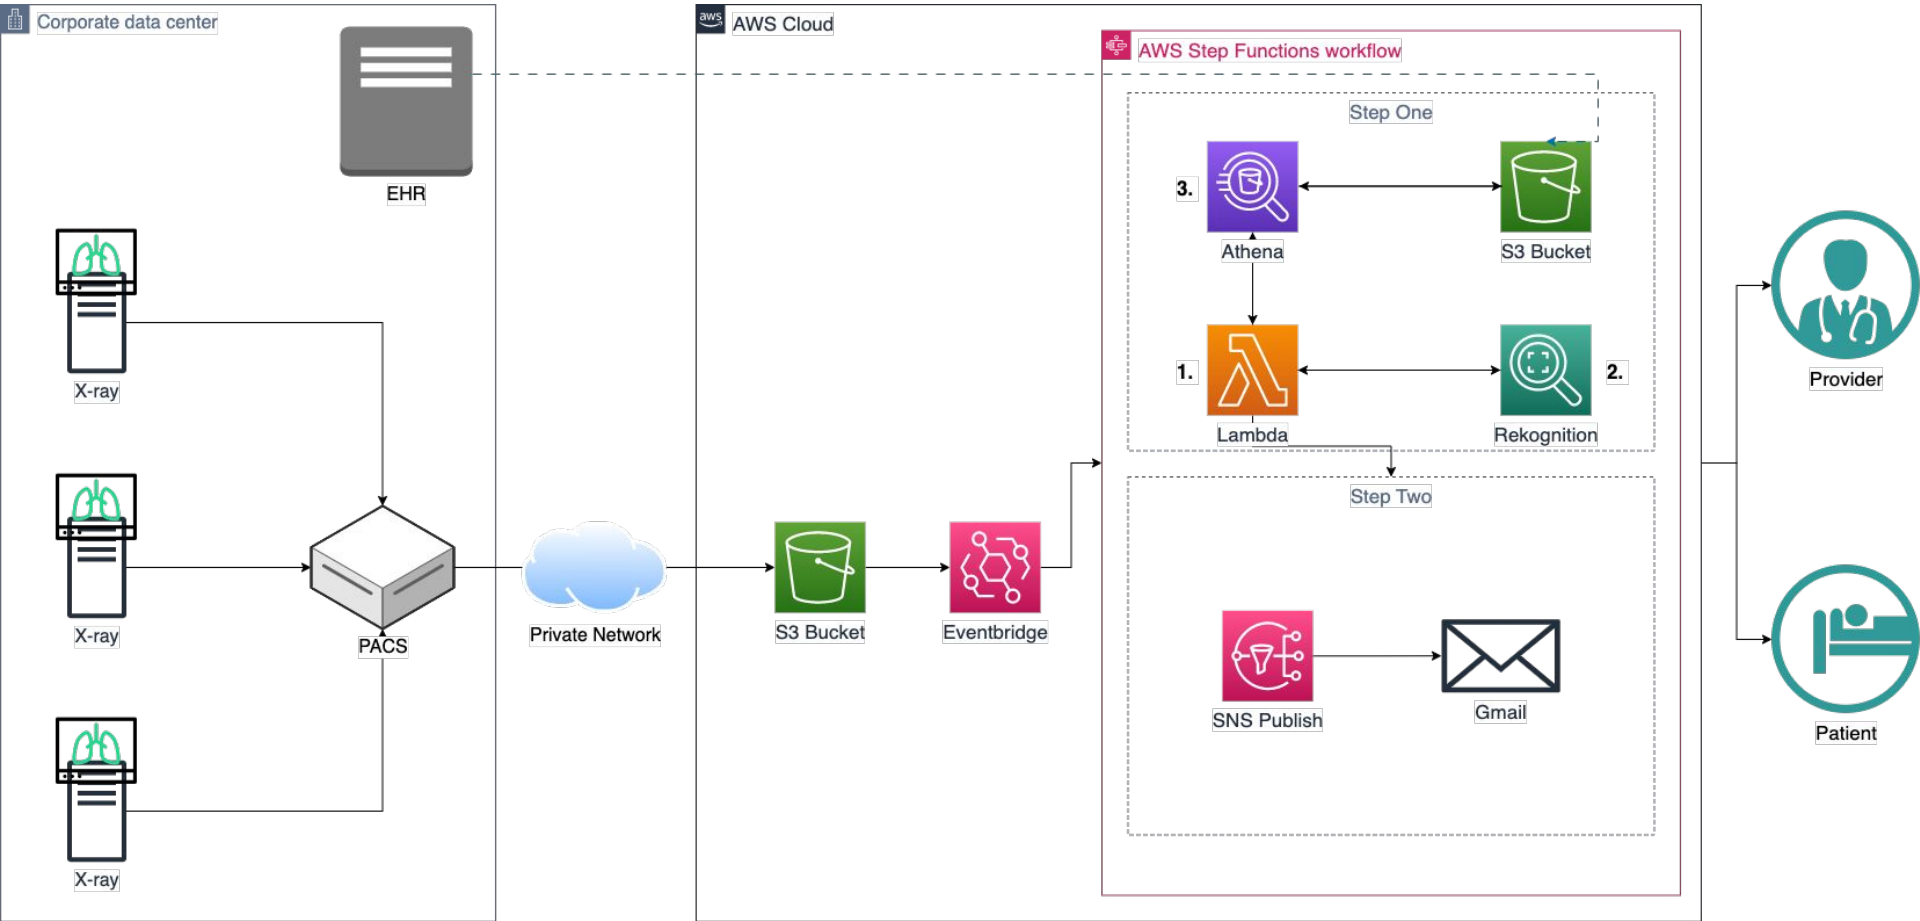 Corporate data center
EHR
X-ray
X-ray
X-ray
PACS
Private Network
aws
AWS Cloud
S3 Bucket
Eventbridge
AWS Step Functions workflow
Step One
3.
Athena
S3 Bucket
1.
Lambda
Rekognition
2.
Step Two
SNS Publish
Gmail
Provider
Patient